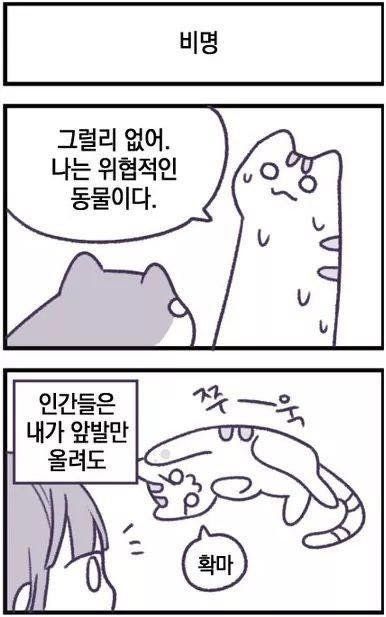 비명
그럴리 없어.
나는 위협적인
동물이다.
인간들은
내가 앞발만
올려도
쭈―욱
확마